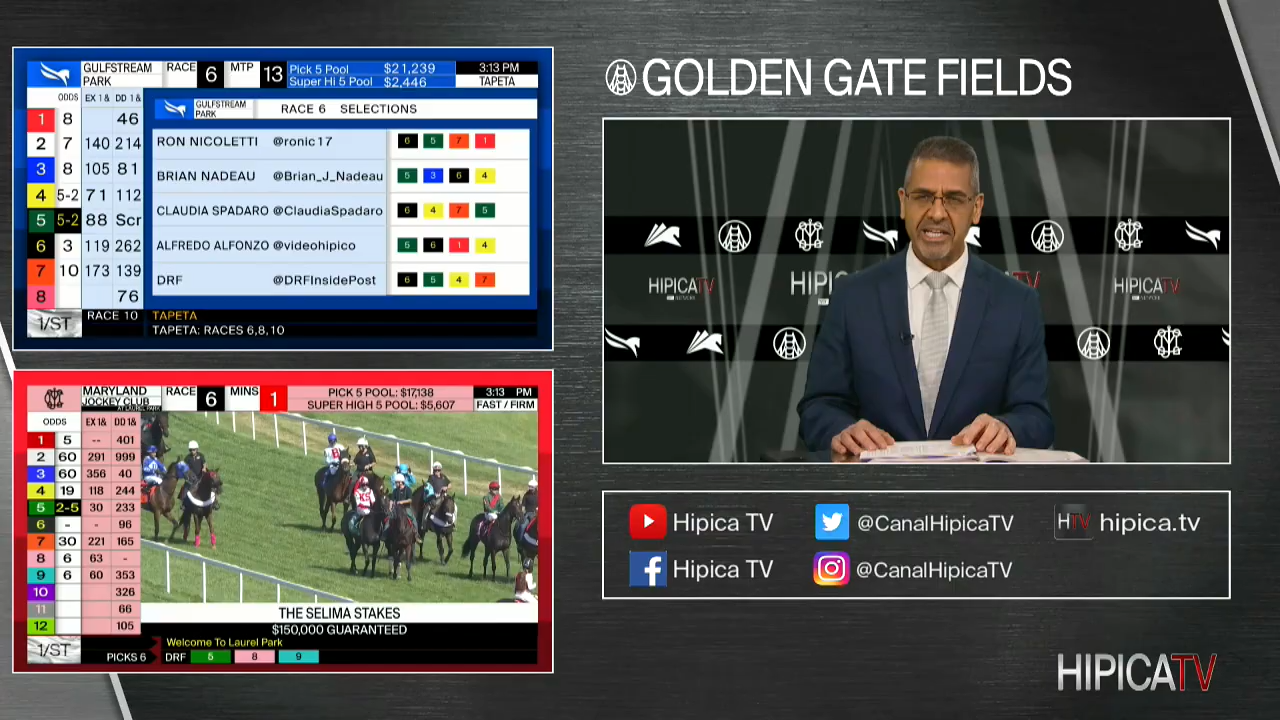 GULFSTREAM PARK RACE 6 MTP 13 Pick 5 Pool $21,239 3:13 PM
Super Hi 5 Pool $2,446 TAPETA
ODDS EX 1& DD 1&
GULFSTREAM PARK RACE 6 SELECTIONS
1 8 46
2 7 140 214
3 8 105 81
4 5-2 71 112
5 5-2 88 Scr
6 3 119 262
7 10 173 139
8 76
RON NICOLETTI @ronic17 6 5 7 1
BRIAN NADEAU @Brian_J_Nadeau 5 3 6 4
CLAUDIA SPADARO @ClaudiaSpadaro 6 4 7 5
ALFREDO ALFONZO @videohipico 5 6 1 4
DRF @DRFInsidePost 6 5 4 7
1/ST RACE 10 TAPETA
TAPETA: RACES 6,8,10
MARYLAND JOCKEY CLUB RACE 6 MINS 1 PICK 5 POOL: $17,138 3:13 PM
AT LAUREL PARK SUPER HIGH 5 POOL: $5,607 FAST / FIRM
ODDS EX 1& DD 1&
1 5 -- 401
2 60 291 999
3 60 356 40
4 19 118 244
5 2-5 30 233
6 - - 96
7 30 221 165
8 6 63 -
9 6 60 353
10 326
11 66
12 105
THE SELIMA STAKES
$150,000 GUARANTEED
Welcome To Laurel Park
1/ST PICKS 6 DRF 5 8 9
GOLDEN GATE FIELDS
HIPICATV HIPI TV HIPICATV
Hipica TV @CanalHipicaTV HTV hipica.tv
Hipica TV @CanalHipicaTV
HIPICATV